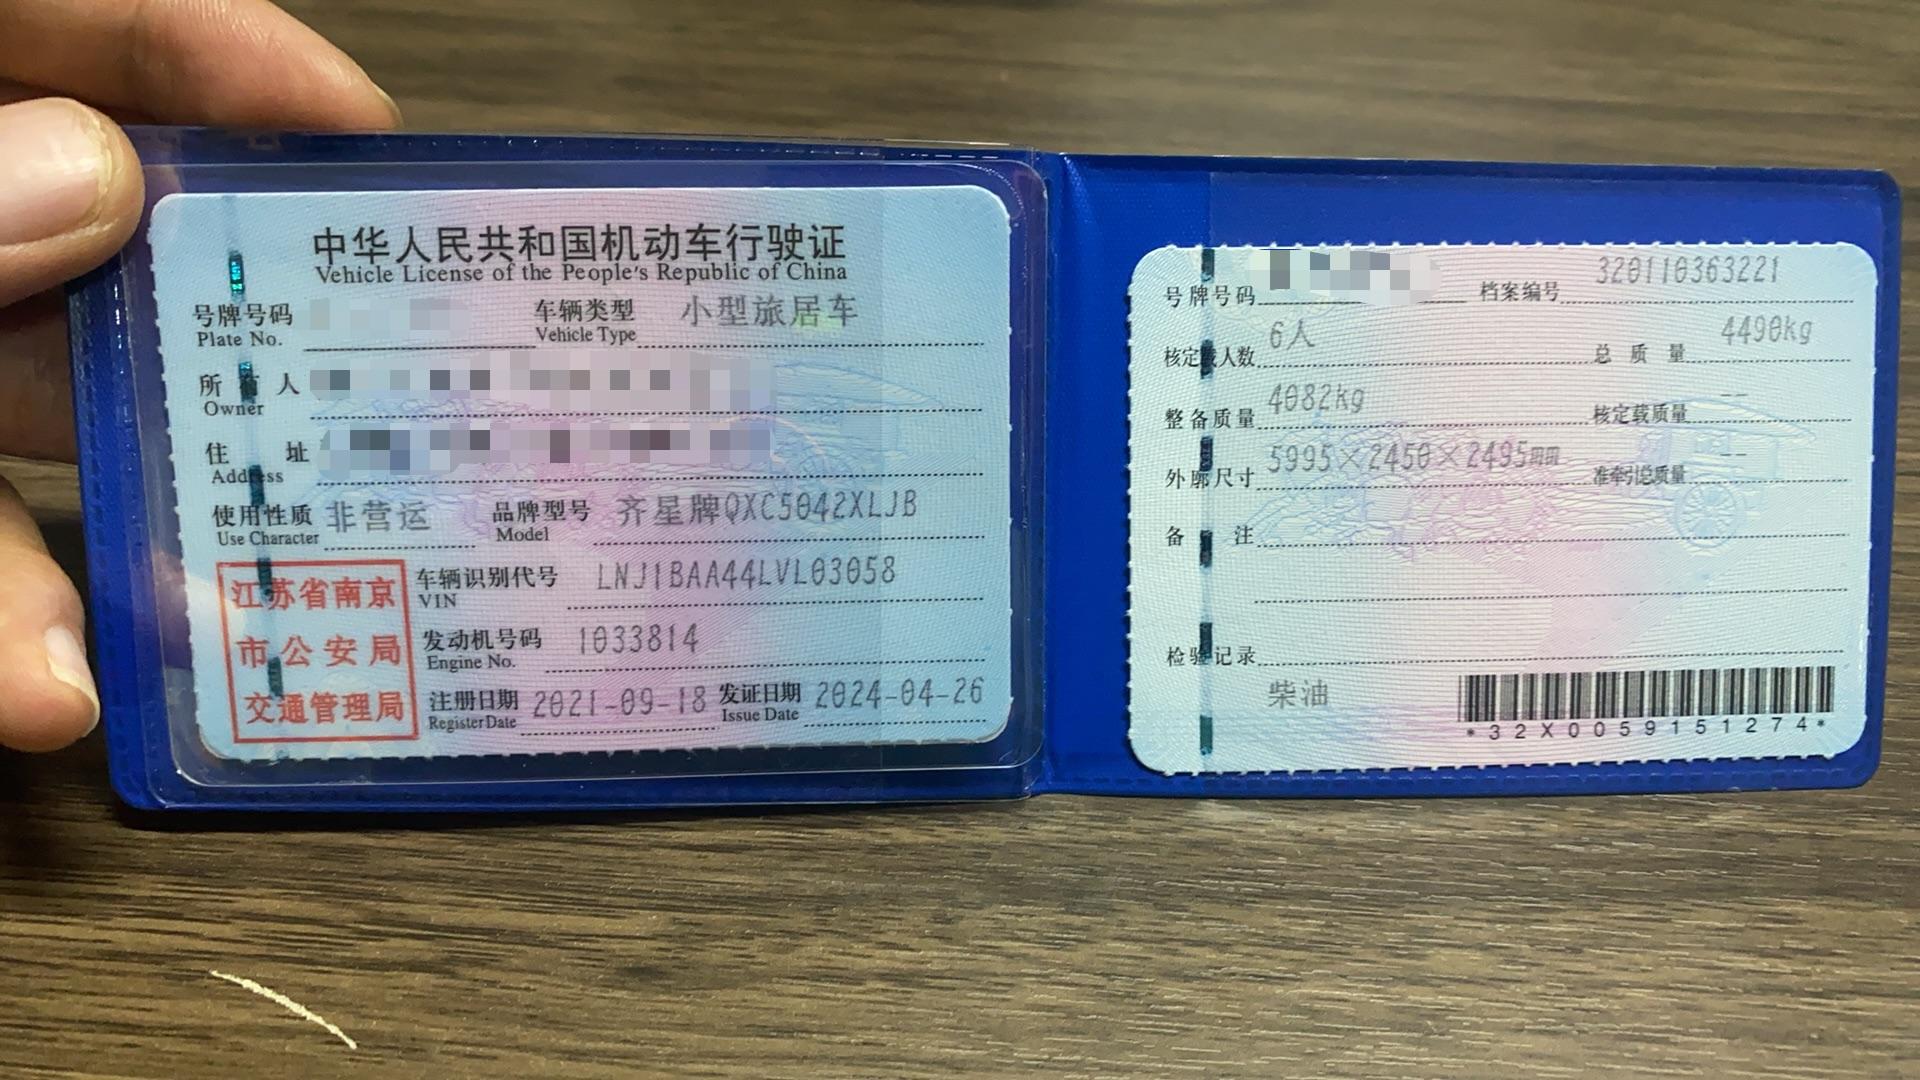 中华人民共和国机动车行驶证
Vehicle License of the People's Republic of China
号牌号码 车辆类型 小型旅居车
Plate No. Vehicle Type
所有人
Owner
住址
Address
使用性质 非营运 品牌型号 齐星牌QXC5042XLJB
Use Character Model
江苏省南京
市公安局
交通管理局
车辆识别代号 LNJ1BAA44LVL03058
VIN
发动机号码 1033814
Engine No.
注册日期 2021-09-18 发证日期 2024-04-26
Register Date Issue Date
号牌号码 档案编号 320110363221
核定载人数 6人 总质量 4490kg
整备质量 4082kg 核定载质量 --
外廓尺寸 5995×2450×2495mm 准牵引总质量 --
备注
检验记录
柴油
*32X0059151274*